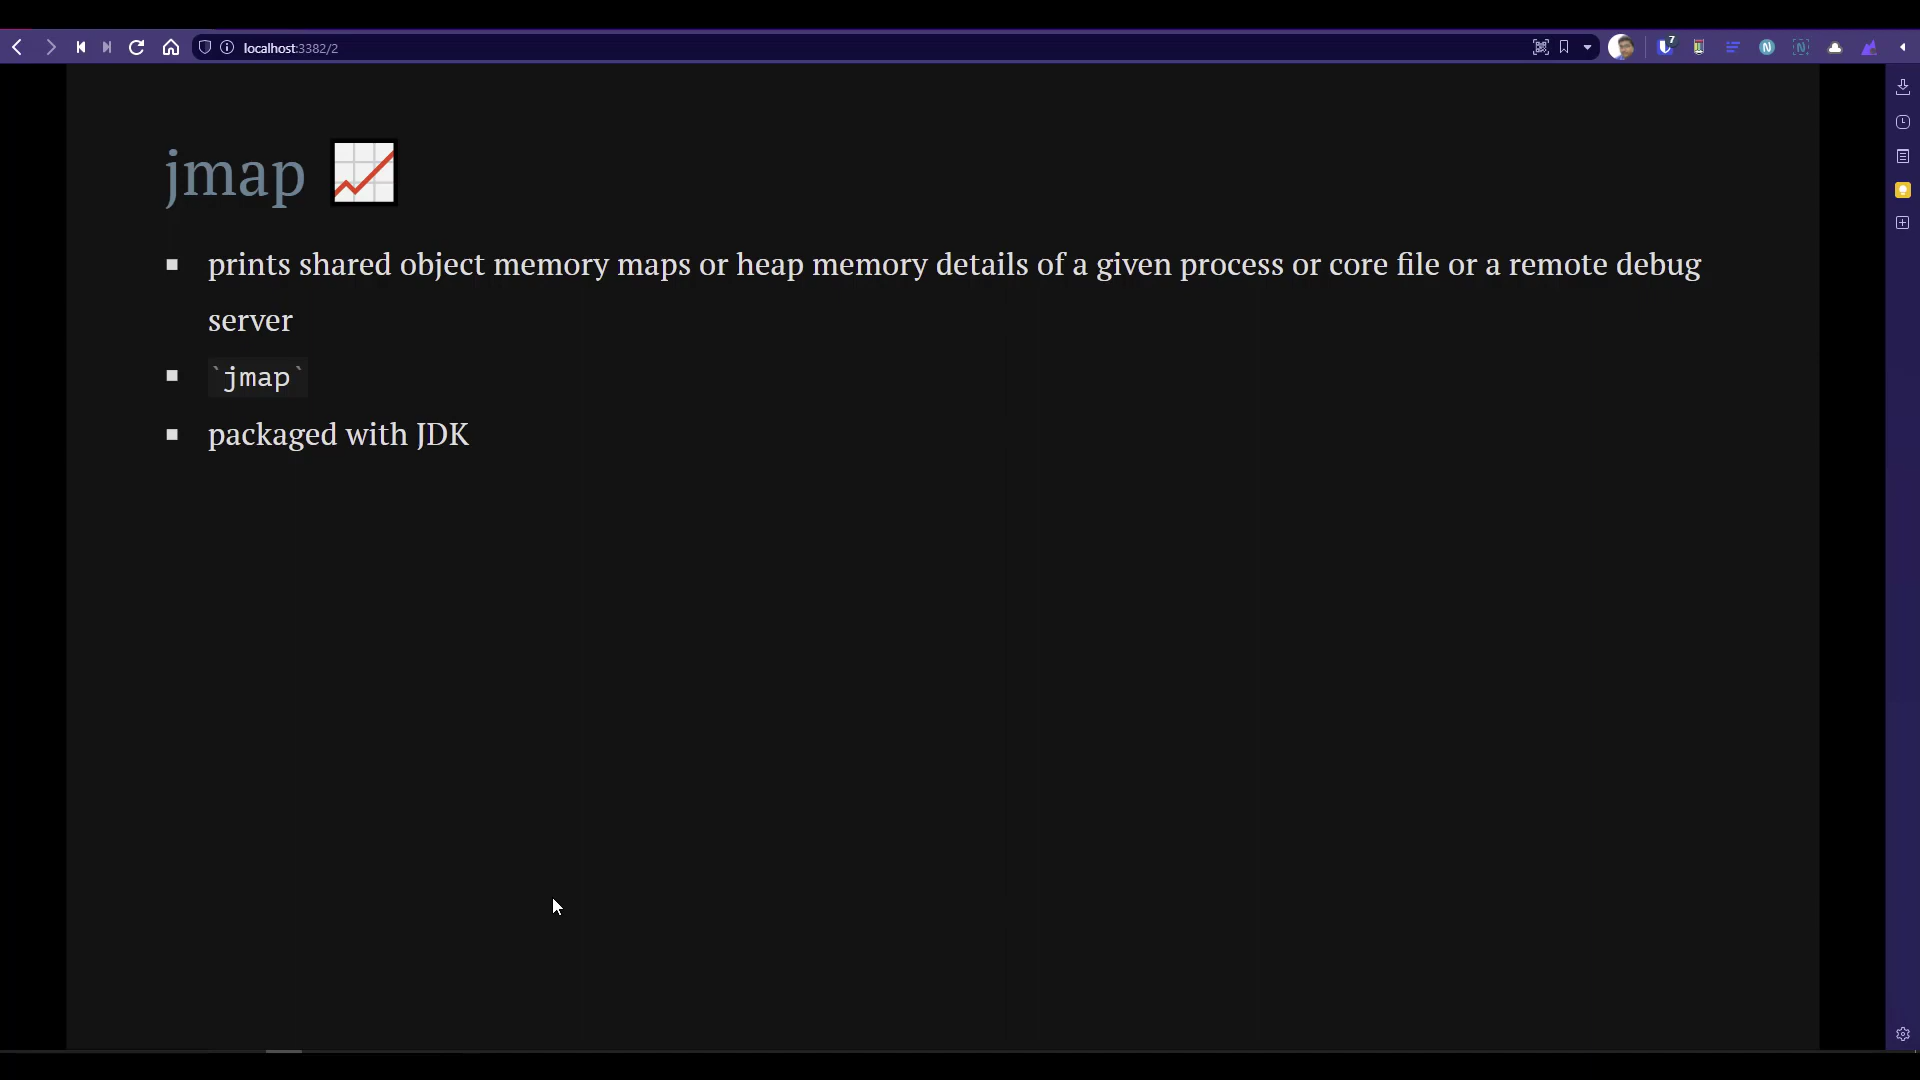 localhost:3382/2
7
N
N
jmap
prints shared object memory maps or heap memory details of a given process or core file or a remote debug
server
`jmap`
packaged with JDK